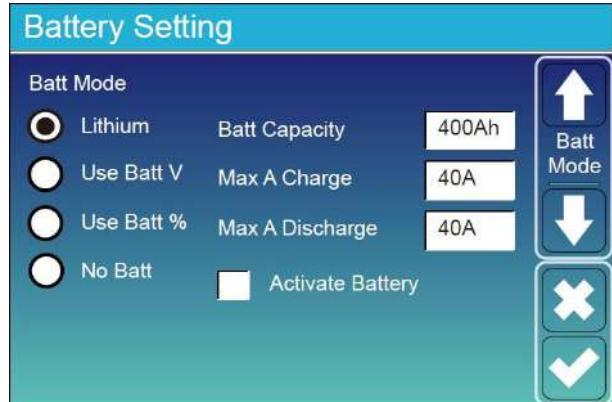 Battery Setting
Batt Mode
Lithium
Batt Capacity
400Ah
Use Batt V
Max A Charge
40A
Use Batt %
Max A Discharge
40A
No Batt
Activate Battery
Batt
Mode